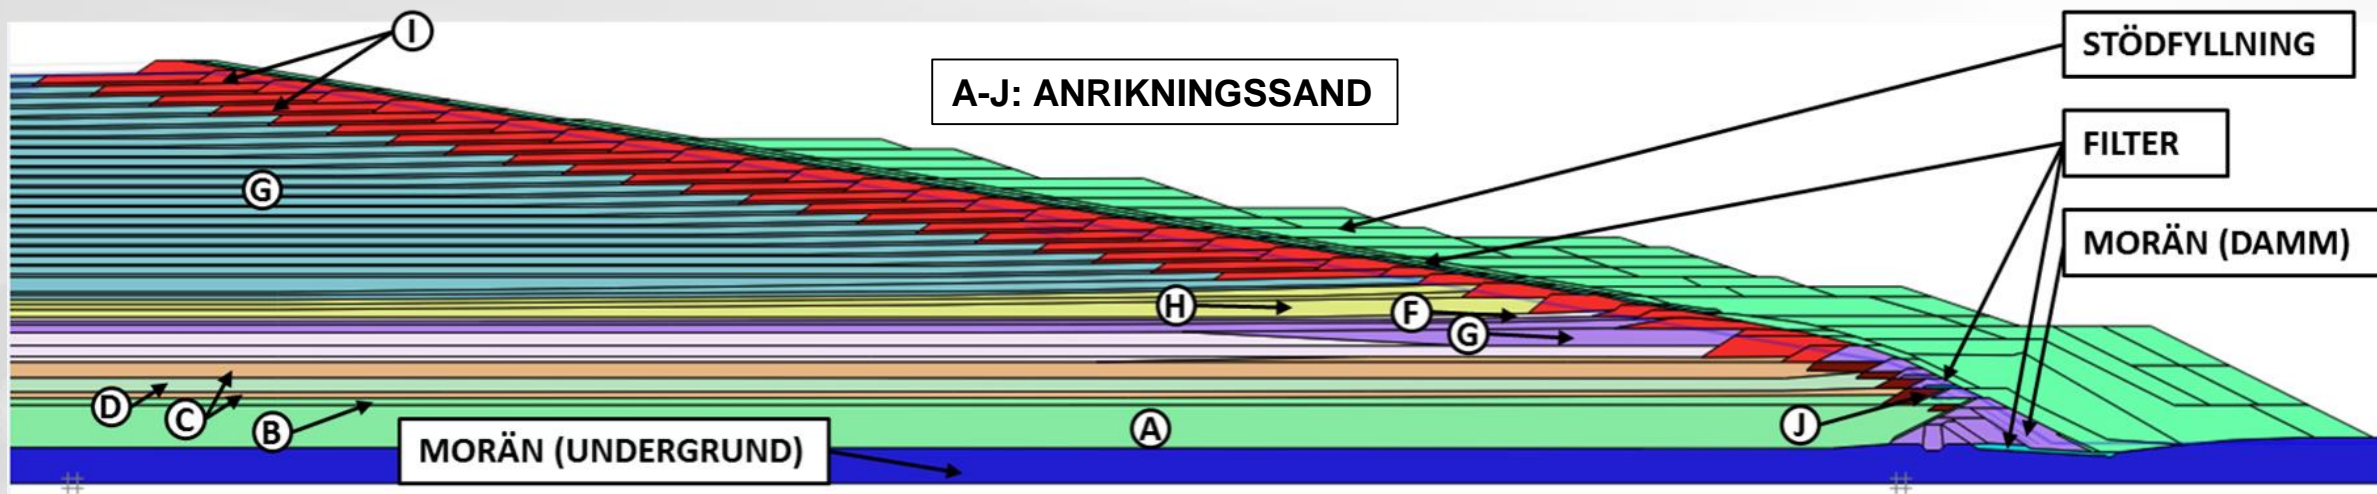 I
STÖDFYLLNING
A-J: ANRIKNINGSSAND
FILTER
G
MORÄN (DAMM)
H
F
G
D
C
B
A
J
MORÄN (UNDERGRUND)